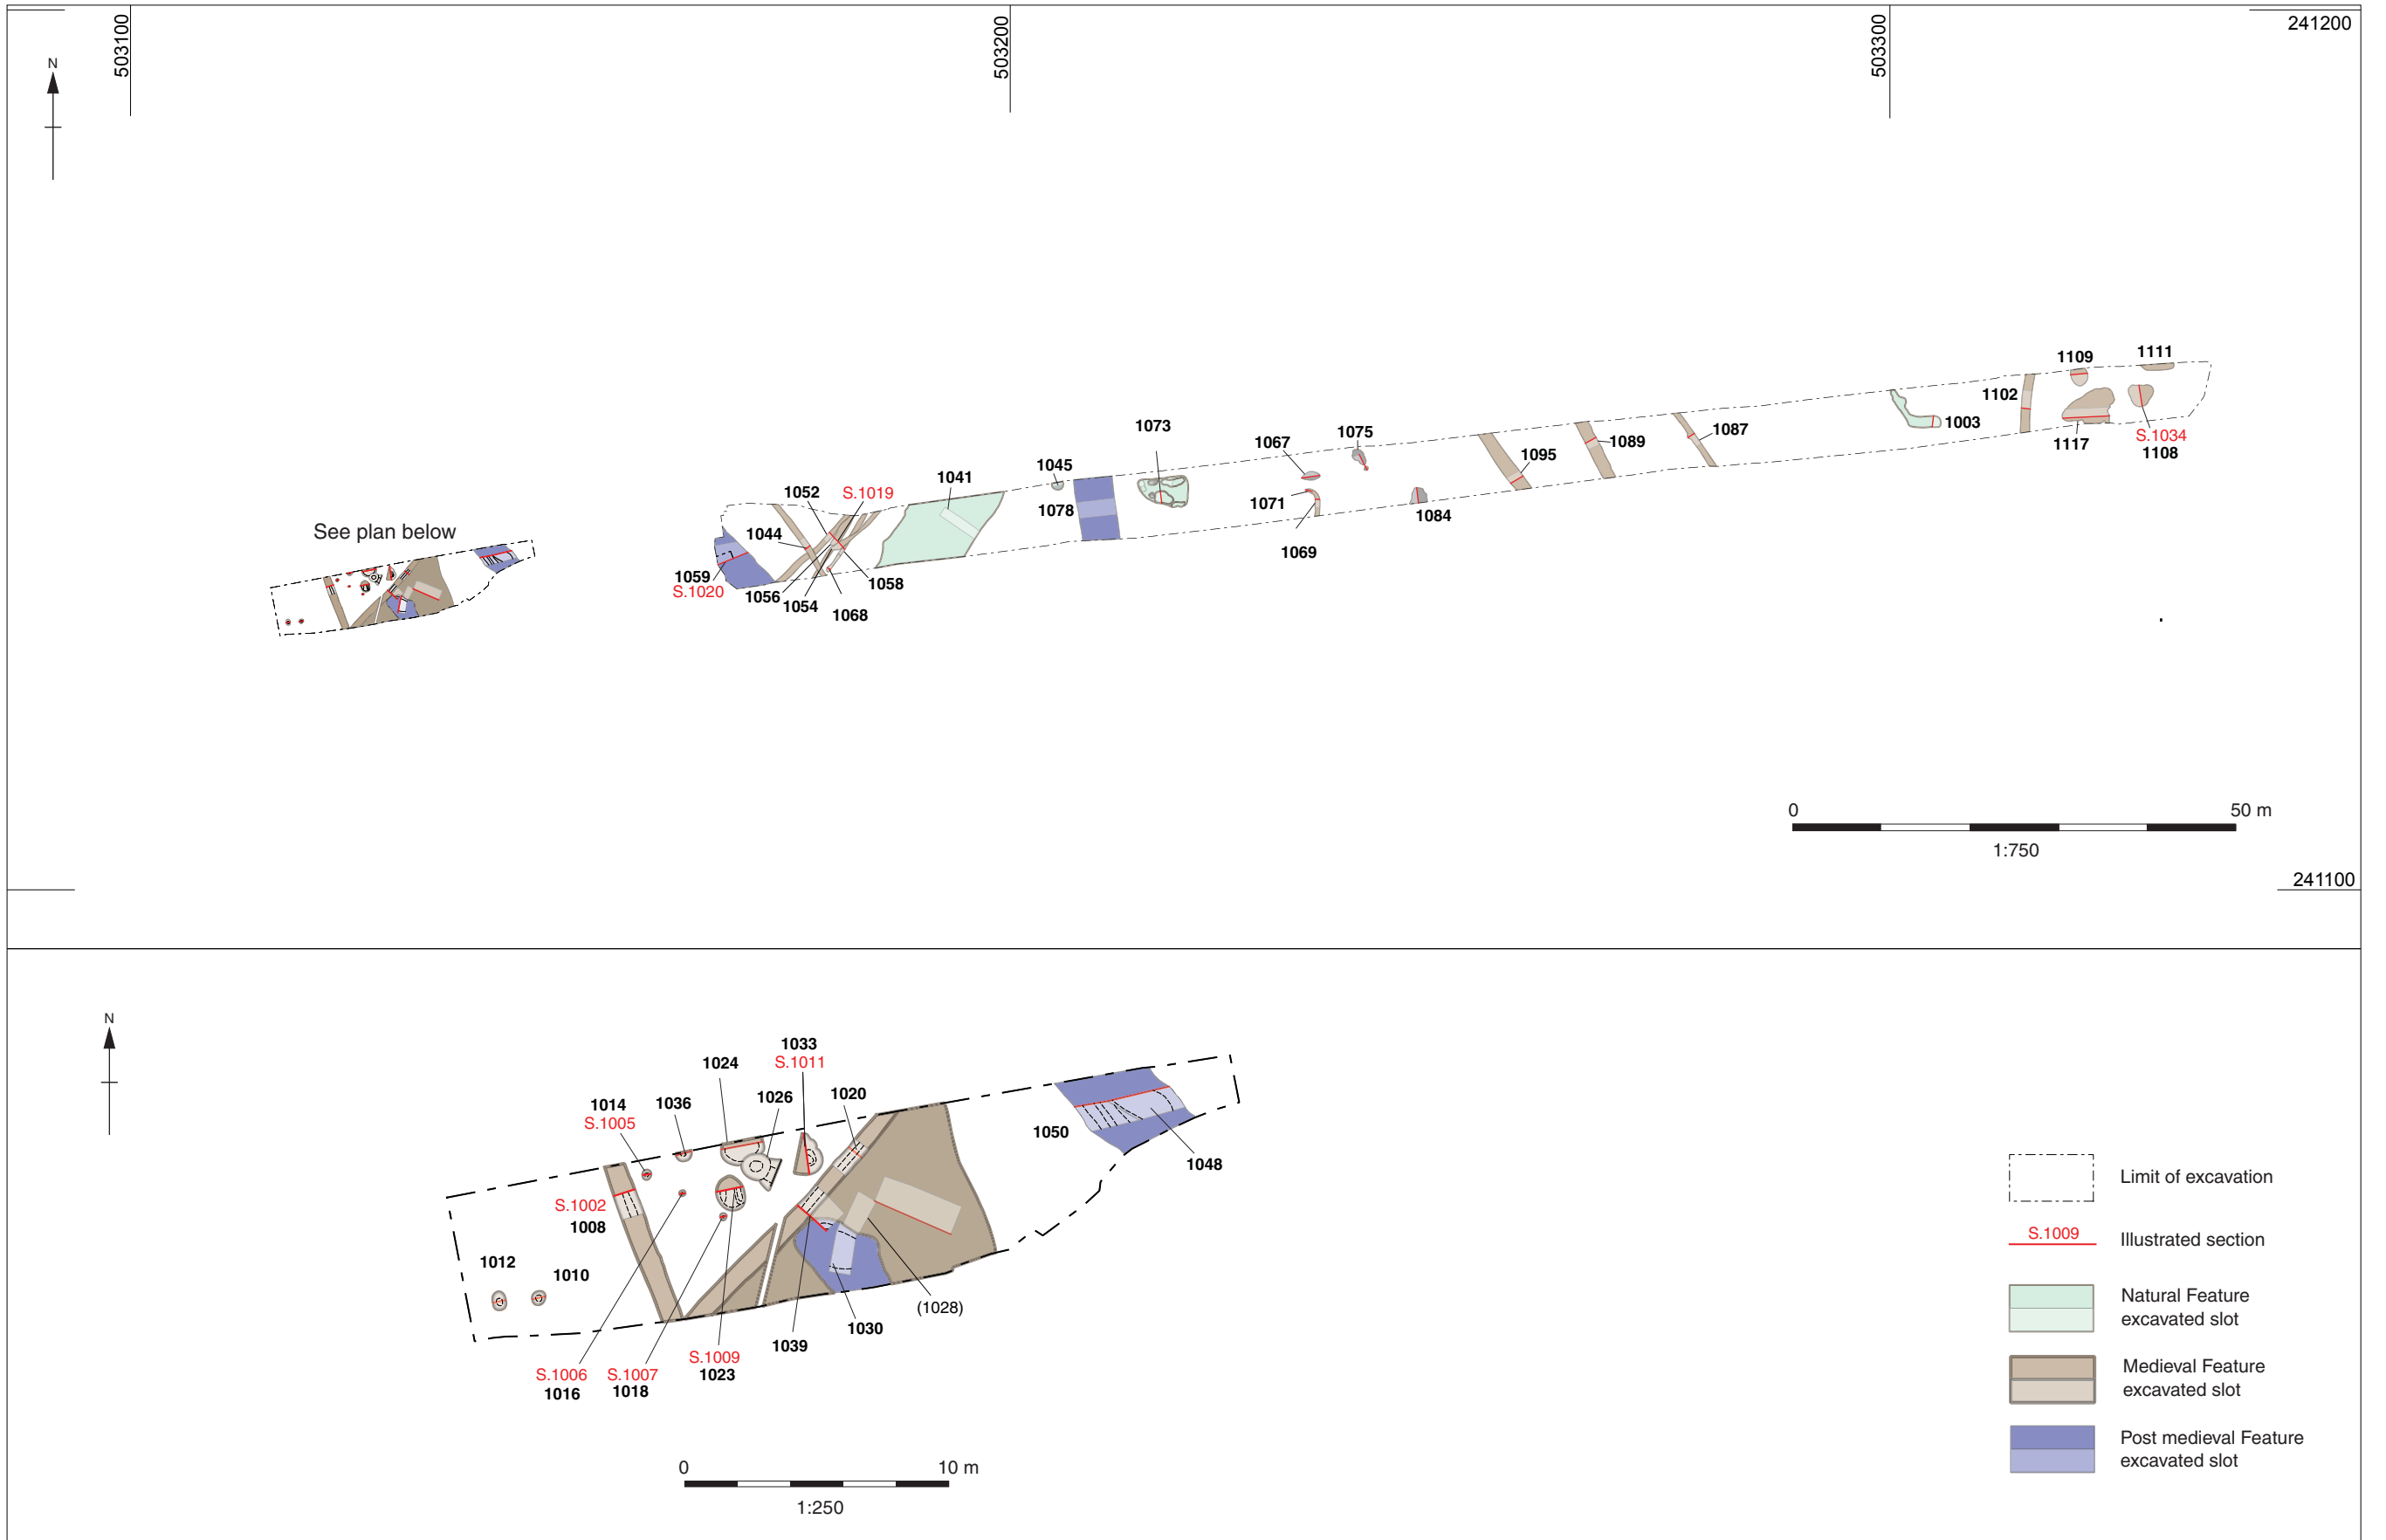 503100
503200
503300
241200
N
1109
1111
1102
1003
1117
S.1034
1108
1073
1067
1075
1087
1089
1095
1045
1041
1052
S.1019
1078
1071
1084
1044
1069
See plan below
1059
S.1020
1056
1054
1058
1068
0
50 m
1:750
241100
N
1033
S.1011
1024
1026
1020
1014
S.1005
1036
1050
1048
S.1002
1008
1012
1010
(1028)
1030
1039
S.1006
1016
S.1007
1018
S.1009
1023
0
10 m
1:250
Limit of excavation
S.1009
Illustrated section
Natural Feature
excavated slot
Medieval Feature
excavated slot
Post medieval Feature
excavated slot